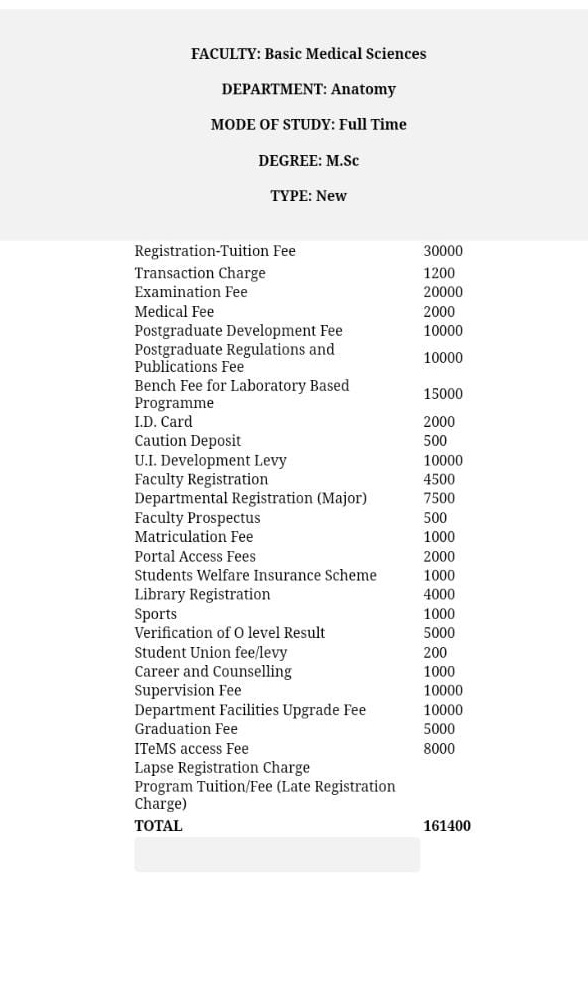 FACULTY: Basic Medical Sciences
DEPARTMENT: Anatomy
MODE OF STUDY: Full Time
DEGREE: M.Sc
TYPE: New
Registration-Tuition Fee 30000
Transaction Charge 1200
Examination Fee 20000
Medical Fee 2000
Postgraduate Development Fee 10000
Postgraduate Regulations and
Publications Fee 10000
Bench Fee for Laboratory Based
Programme 15000
I.D. Card 2000
Caution Deposit 500
U.I. Development Levy 10000
Faculty Registration 4500
Departmental Registration (Major) 7500
Faculty Prospectus 500
Matriculation Fee 1000
Portal Access Fees 2000
Students Welfare Insurance Scheme 1000
Library Registration 4000
Sports 1000
Verification of O level Result 5000
Student Union fee/levy 200
Career and Counselling 1000
Supervision Fee 10000
Department Facilities Upgrade Fee 10000
Graduation Fee 5000
ITeMS access Fee 8000
Lapse Registration Charge
Program Tuition/Fee (Late Registration
Charge)
TOTAL 161400